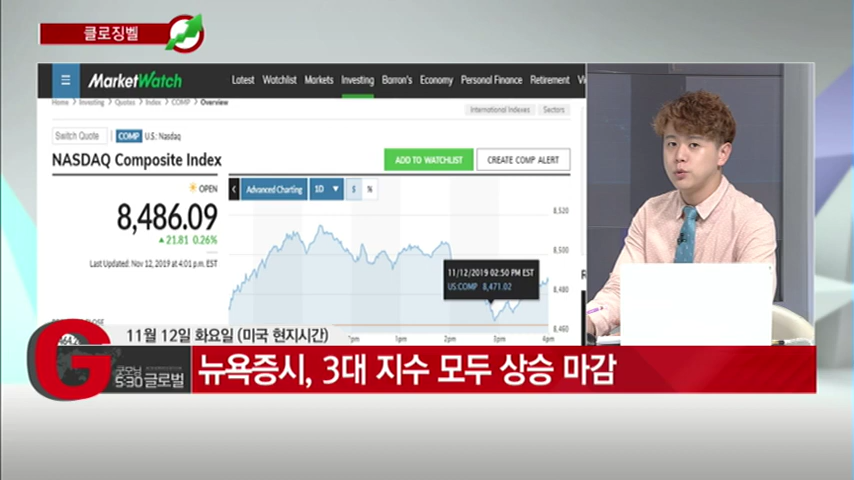 클로징벨
MarketWatch
Latest Watchlist Markets Investing Barron's Economy Personal Finance Retirement
Home > Investing > Quotes > Index > COMP > Overview
International Indexes Sectors
Switch Quote COMP U.S: Nasdaq
NASDAQ Composite Index
ADD TO WATCHLIST CREATE COMP ALERT
OPEN
Advanced Charting 1D $ %
8,486.09
21.81 0.26%
Last Updated: Nov 12, 2019 at 4:01 p.m. EST
8,520
8,500
8,480
8,460
11/12/2019 02:50 PM EST
US:COMP 8,471.02
1pm 2pm 3pm 4pm
11월 12일 화요일 (미국 현지시간)
G 굿모닝
5:30 글로벌
뉴욕증시, 3대 지수 모두 상승 마감